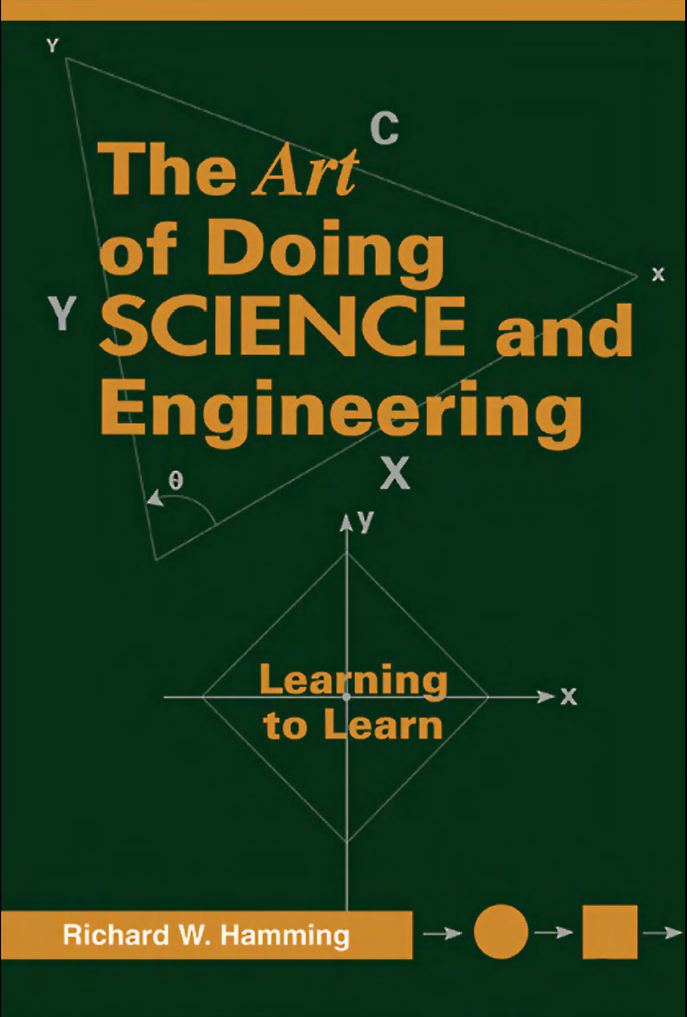 Y
C
The Art
of Doing
x
Y
SCIENCE and
Engineering
X
θ
y
Learning
x
to Learn
Richard W. Hamming